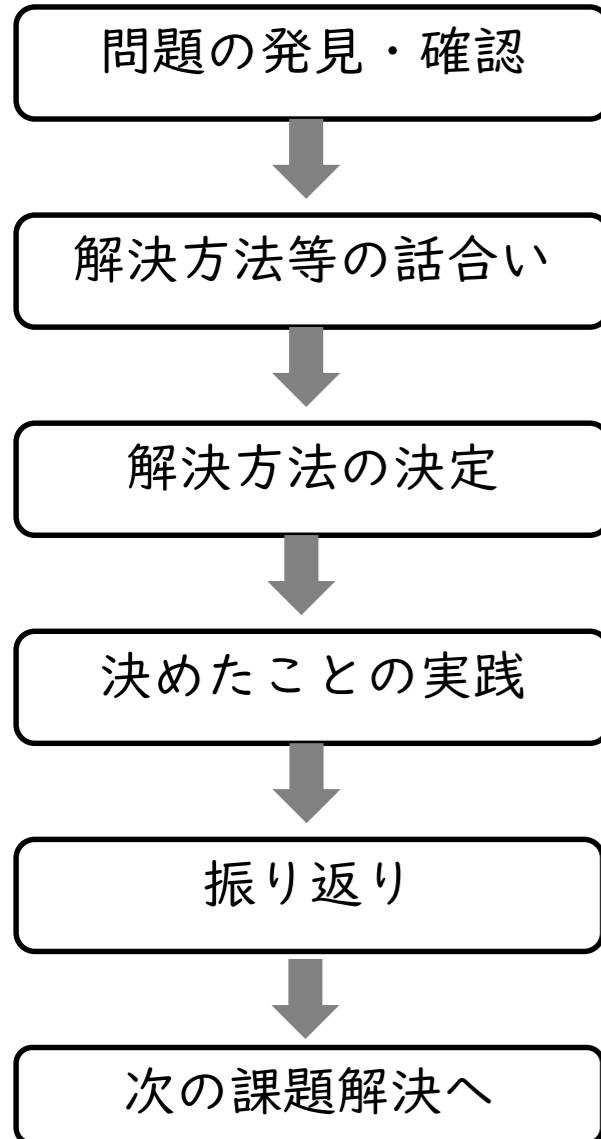 問題の発見・確認
解決方法等の話合い
解決方法の決定
決めたことの実践
振り返り
次の課題解決へ